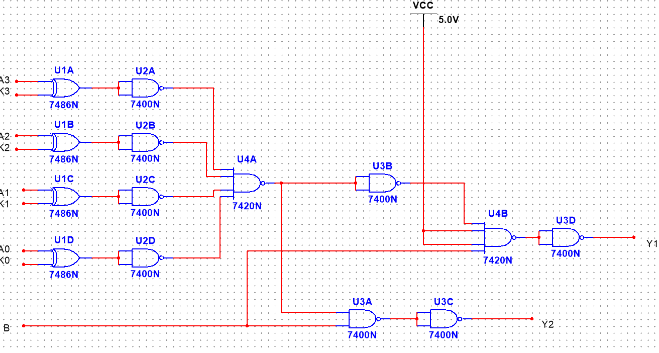 VCC
5.0V
U1A
U2A
A3
K3
7486N
7400N
U1B
U2B
A2
K2
7486N
7400N
U4A
U3B
U1C
U2C
A1
K1
7486N
7400N
7420N
7400N
U4B
U3D
U1D
U2D
A0
K0
7486N
7400N
7420N
7400N
Y1
U3A
U3C
B
Y2
7400N
7400N